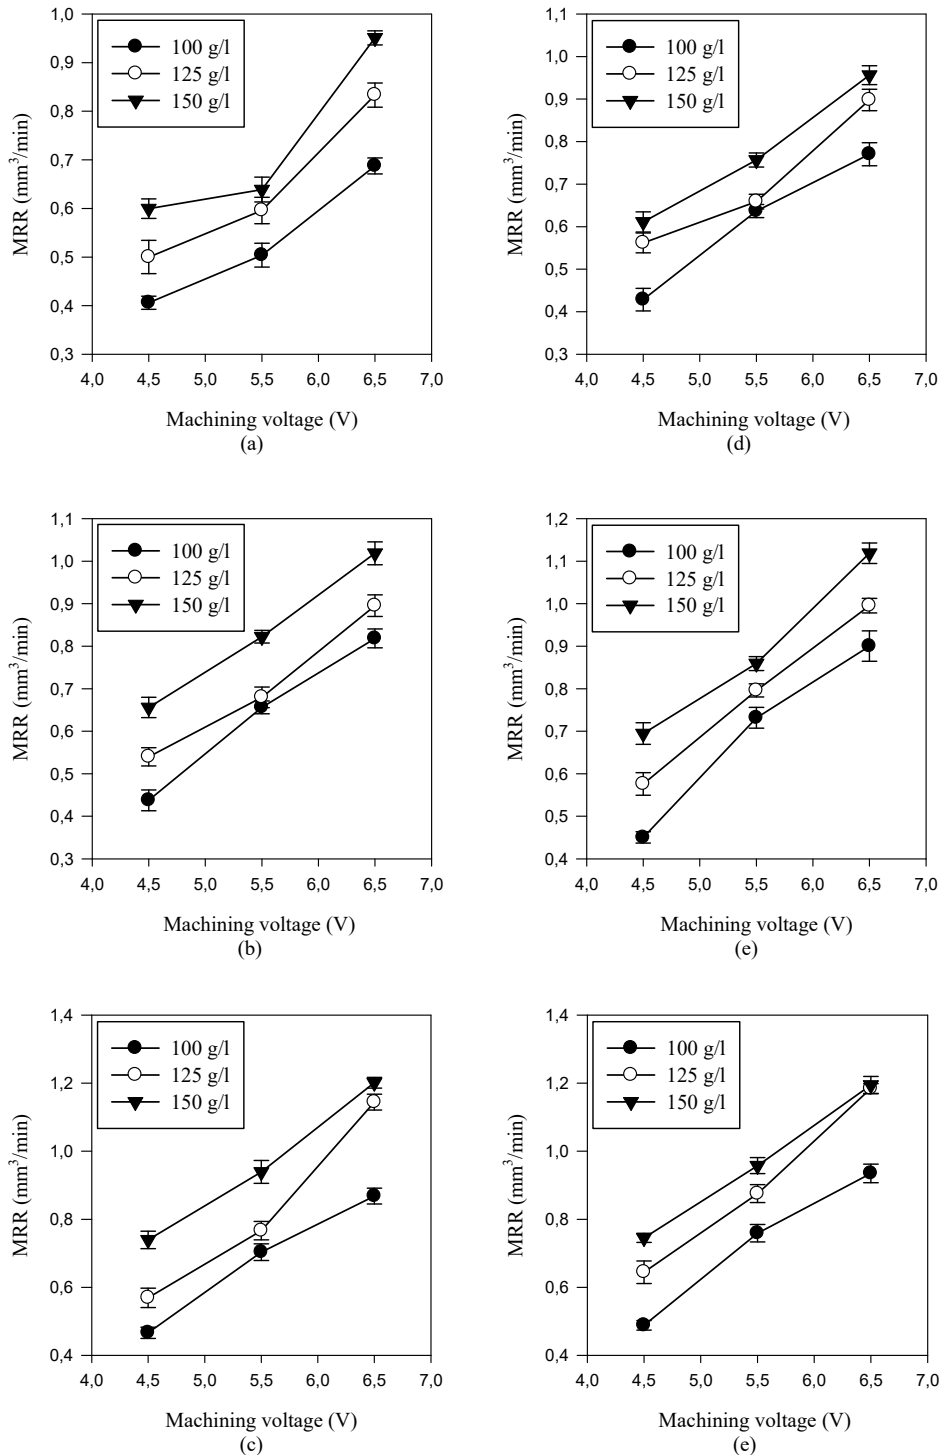 1,0
0,9
0,8
0,7
0,6
0,5
0,4
0,3
MRR (mm³/min)
100 g/l
125 g/l
150 g/l
4,0 4,5 5,0 5,5 6,0 6,5 7,0
Machining voltage (V)
(a)
1,1
1,0
0,9
0,8
0,7
0,6
0,5
0,4
0,3
MRR (mm³/min)
100 g/l
125 g/l
150 g/l
4,0 4,5 5,0 5,5 6,0 6,5 7,0
Machining voltage (V)
(d)
1,1
1,0
0,9
0,8
0,7
0,6
0,5
0,4
0,3
MRR (mm³/min)
100 g/l
125 g/l
150 g/l
4,0 4,5 5,0 5,5 6,0 6,5 7,0
Machining voltage (V)
(b)
1,2
1,1
1,0
0,9
0,8
0,7
0,6
0,5
0,4
MRR (mm³/min)
100 g/l
125 g/l
150 g/l
4,0 4,5 5,0 5,5 6,0 6,5 7,0
Machining voltage (V)
(e)
1,4
1,2
1,0
0,8
0,6
0,4
MRR (mm³/min)
100 g/l
125 g/l
150 g/l
4,0 4,5 5,0 5,5 6,0 6,5 7,0
Machining voltage (V)
(c)
1,4
1,2
1,0
0,8
0,6
0,4
MRR (mm³/min)
100 g/l
125 g/l
150 g/l
4,0 4,5 5,0 5,5 6,0 6,5 7,0
Machining voltage (V)
(e)